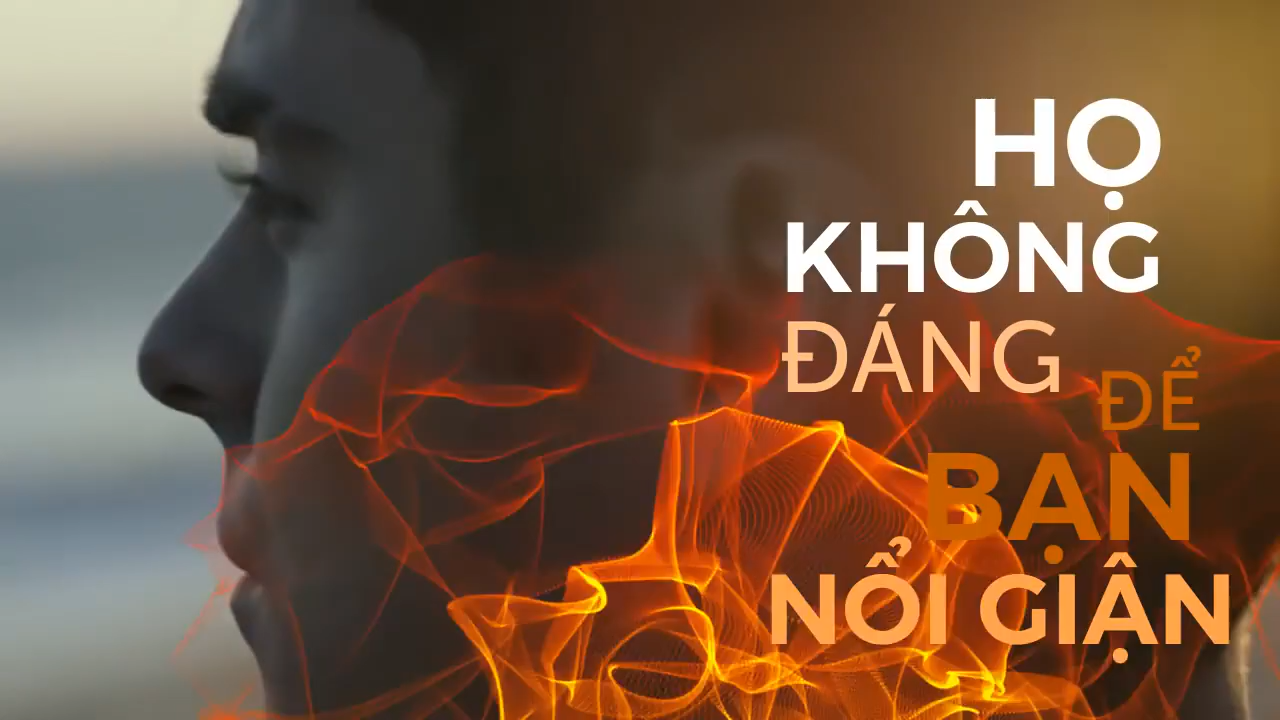 HỌ
KHÔNG
ĐÁNG
ĐỂ
BẠN
NỔI GIẬN